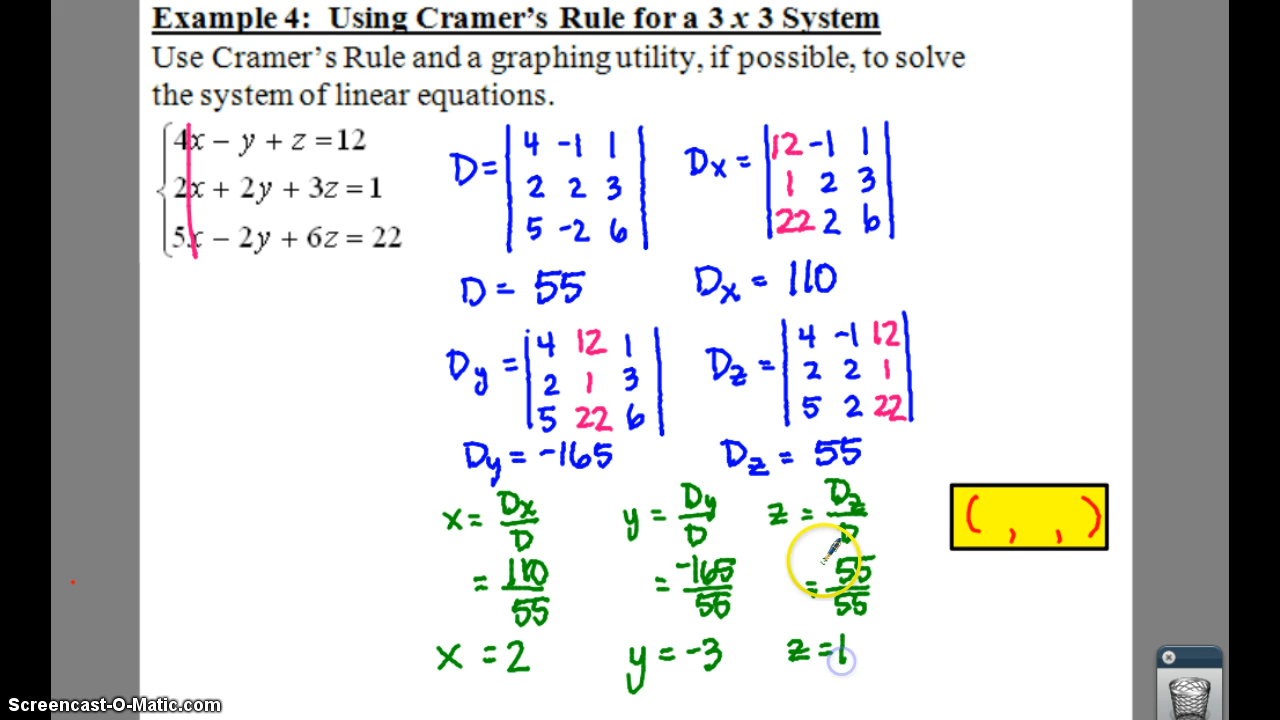 Example 4: Using Cramer's Rule for a 3 x 3 System
Use Cramer's Rule and a graphing utility, if possible, to solve
the system of linear equations.
4x − y + z = 12
2x + 2y + 3z = 1
5x − 2y + 6z = 22
D = | 4 -1 1 |
| 2 2 3 |
| 5 -2 6 |
Dx = | 12 -1 1 |
| 1 2 3 |
| 22 2 6 |
D = 55
Dx = 110
Dy = | 4 12 1 |
| 2 1 3 |
| 5 22 6 |
Dz = | 4 -1 12 |
| 2 2 1 |
| 5 2 22 |
Dy = -165
Dz = 55
x = Dx/D
= 110/55
x = 2
y = Dy/D
= -165/55
y = -3
z = Dz/D
= 55/55
z = 1
( , , )
Screencast-O-Matic.com